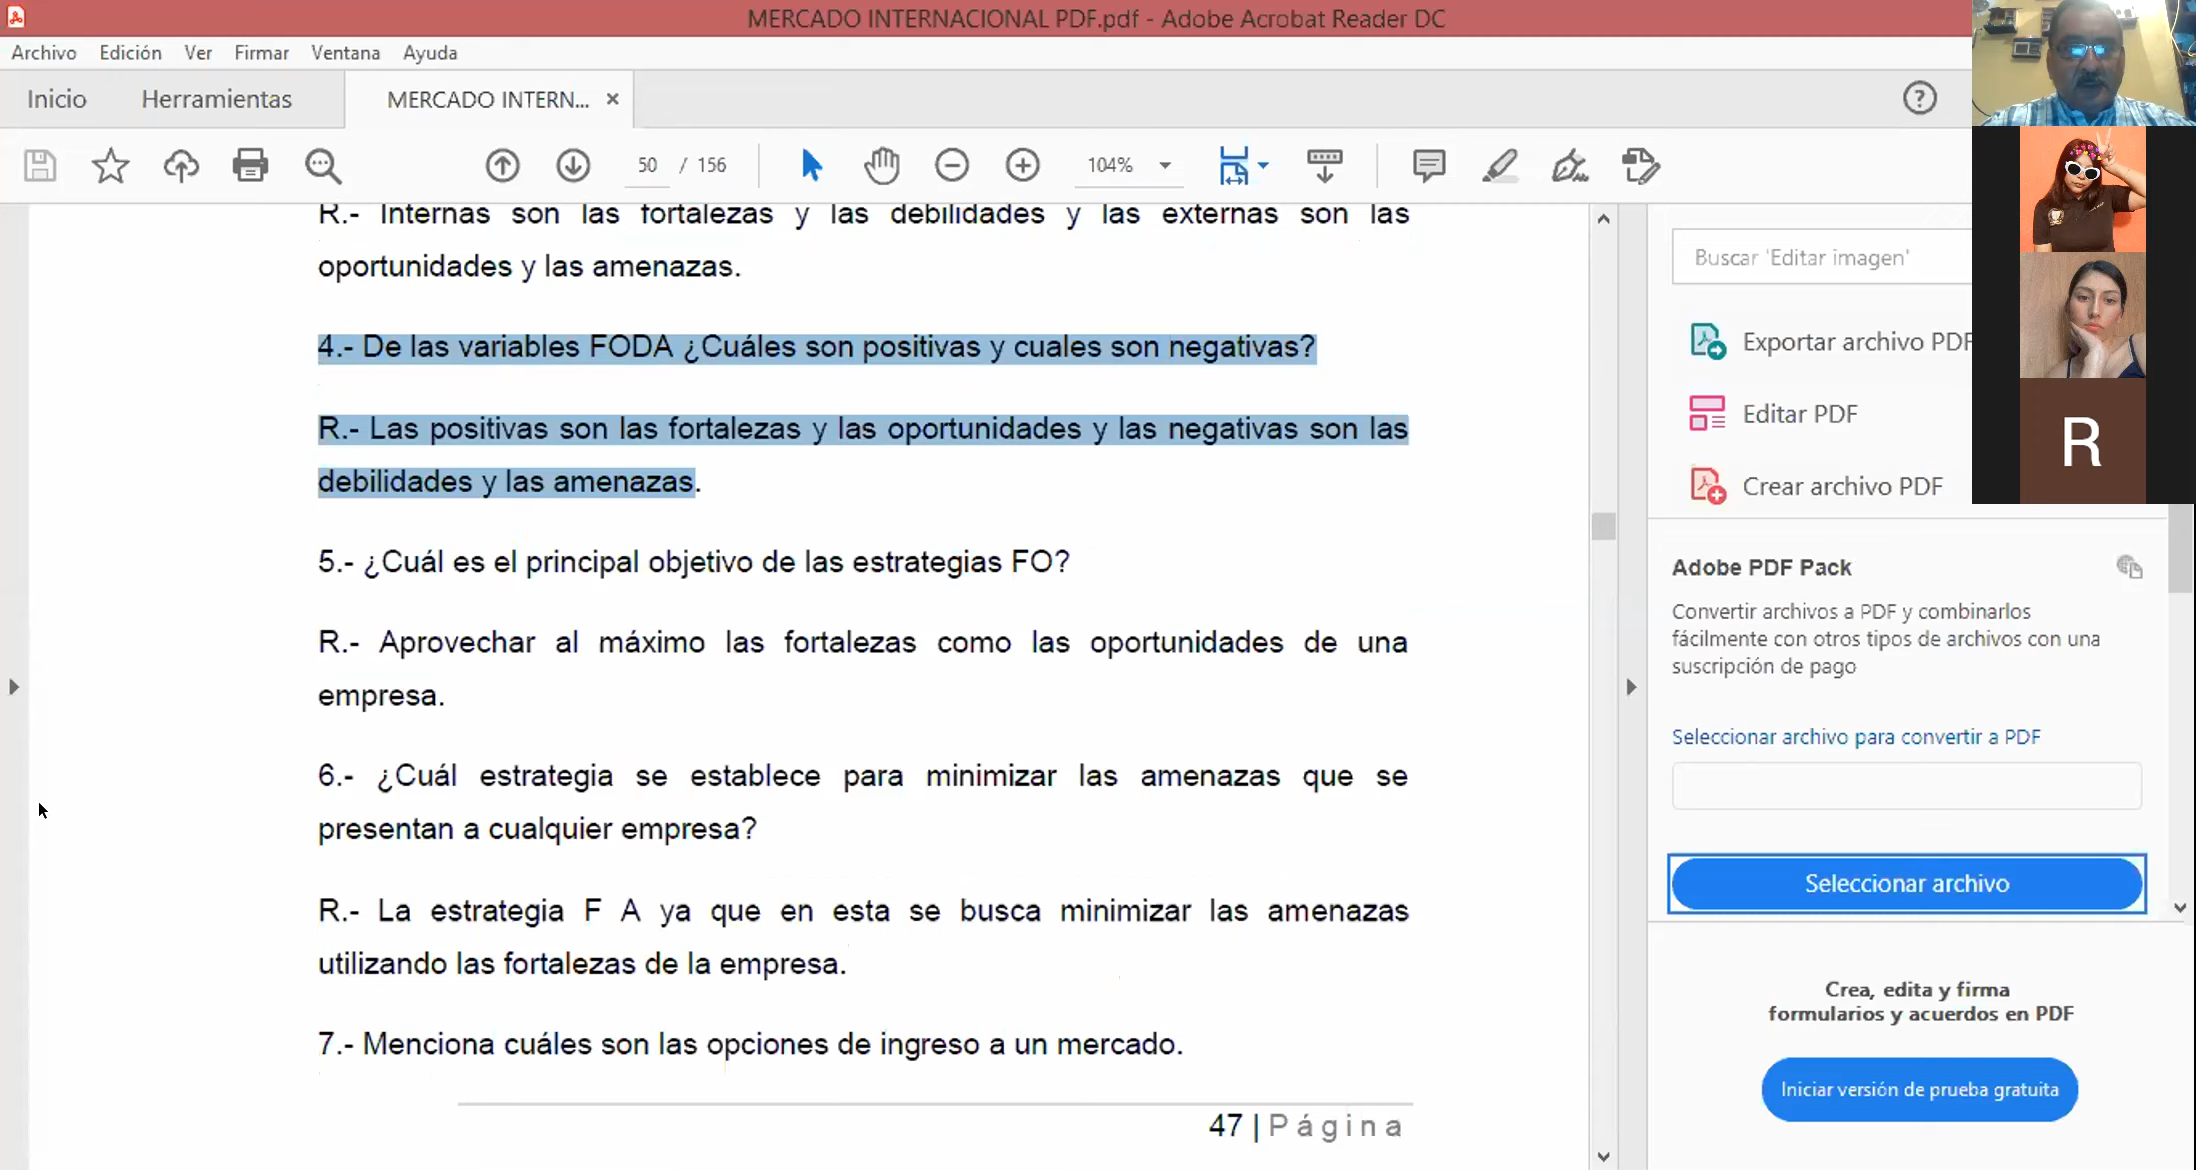 MERCADO INTERNACIONAL PDF.pdf - Adobe Acrobat Reader DC
Archivo Edición Ver Firmar Ventana Ayuda
Inicio Herramientas MERCADO INTERN... ×
50 / 156 104%
R.- Internas son las fortalezas y las debilidades y las externas son las
oportunidades y las amenazas.
4.- De las variables FODA ¿Cuáles son positivas y cuales son negativas?
R.- Las positivas son las fortalezas y las oportunidades y las negativas son las
debilidades y las amenazas.
5.- ¿Cuál es el principal objetivo de las estrategias FO?
R.- Aprovechar al máximo las fortalezas como las oportunidades de una
empresa.
6.- ¿Cuál estrategia se establece para minimizar las amenazas que se
presentan a cualquier empresa?
R.- La estrategia F A ya que en esta se busca minimizar las amenazas
utilizando las fortalezas de la empresa.
7.- Menciona cuáles son las opciones de ingreso a un mercado.
47 | Página
Buscar 'Editar imagen'
Exportar archivo PDF
Editar PDF
Crear archivo PDF
Adobe PDF Pack
Convertir archivos a PDF y combinarlos
fácilmente con otros tipos de archivos con una
suscripción de pago
Seleccionar archivo para convertir a PDF
Seleccionar archivo
Crea, edita y firma
formularios y acuerdos en PDF
Iniciar versión de prueba gratuita
R